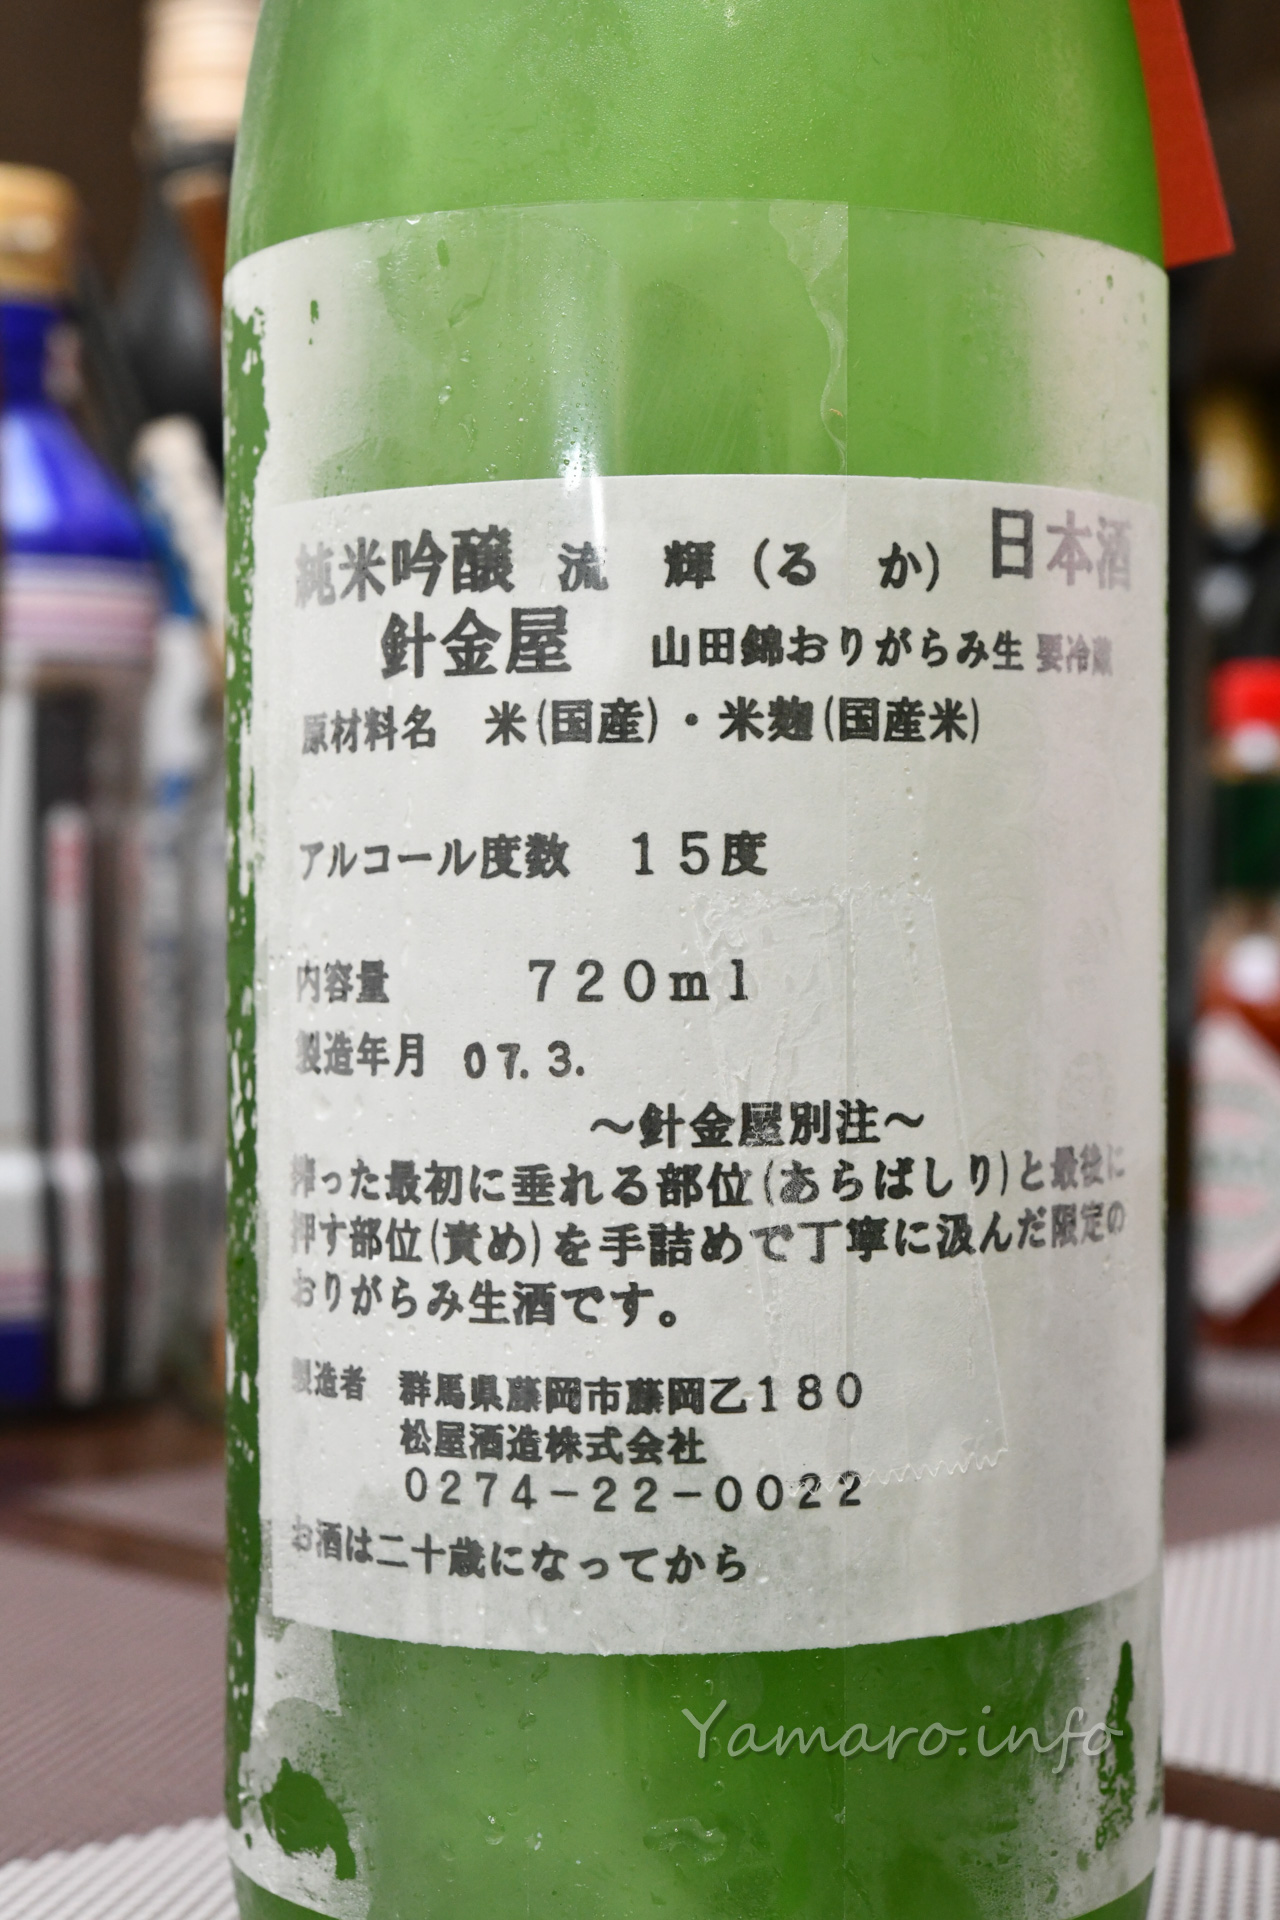 純米吟醸 流 輝（る か） 日本酒
針金屋 山田錦おりがらみ生 要冷蔵
原材料名 米(国産)・米麹(国産米)
アルコール度数 １５度
内容量 ７２０ｍｌ
製造年月 07.3.
～針金屋別注～
搾った最初に垂れる部位(あらばしり)と最後に
押す部位(責め)を手詰めで丁寧に汲んだ限定の
おりがらみ生酒です。
製造者 群馬県藤岡市藤岡乙１８０
松屋酒造株式会社
０２７４－２２－００２２
お酒は二十歳になってから
Yamaro.info